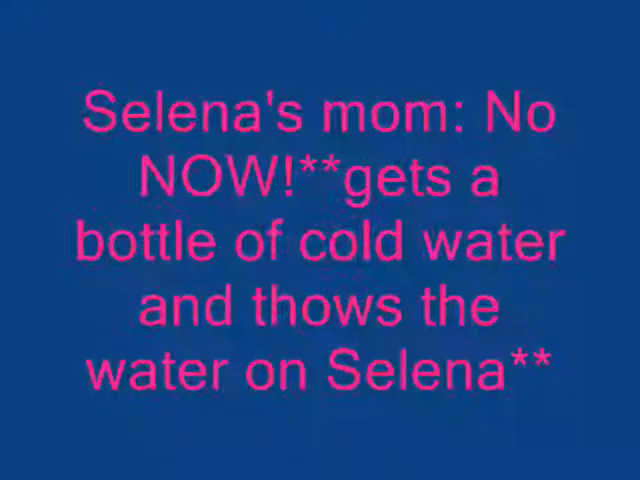 Selena's mom: No
NOW!**gets a
bottle of cold water
and thows the
water on Selena**